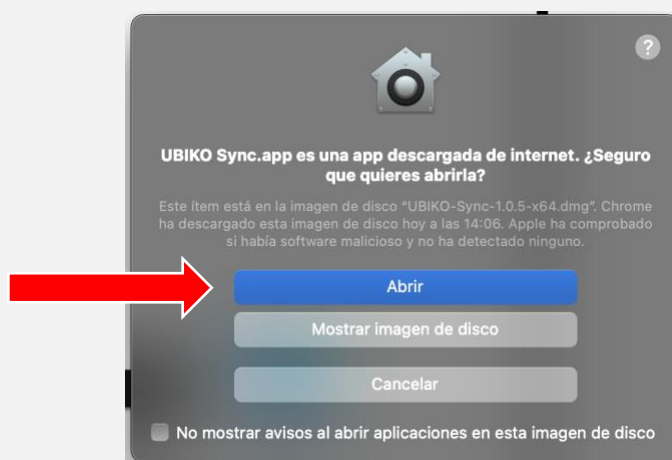 ?
UBIKO Sync.app es una app descargada de internet. ¿Seguro
que quieres abrirla?
Este ítem está en la imagen de disco "UBIKO-Sync-1.0.5-x64.dmg". Chrome
ha descargado esta imagen de disco hoy a las 14:06. Apple ha comprobado
si había software malicioso y no ha detectado ninguno.
Abrir
Mostrar imagen de disco
Cancelar
No mostrar avisos al abrir aplicaciones en esta imagen de disco